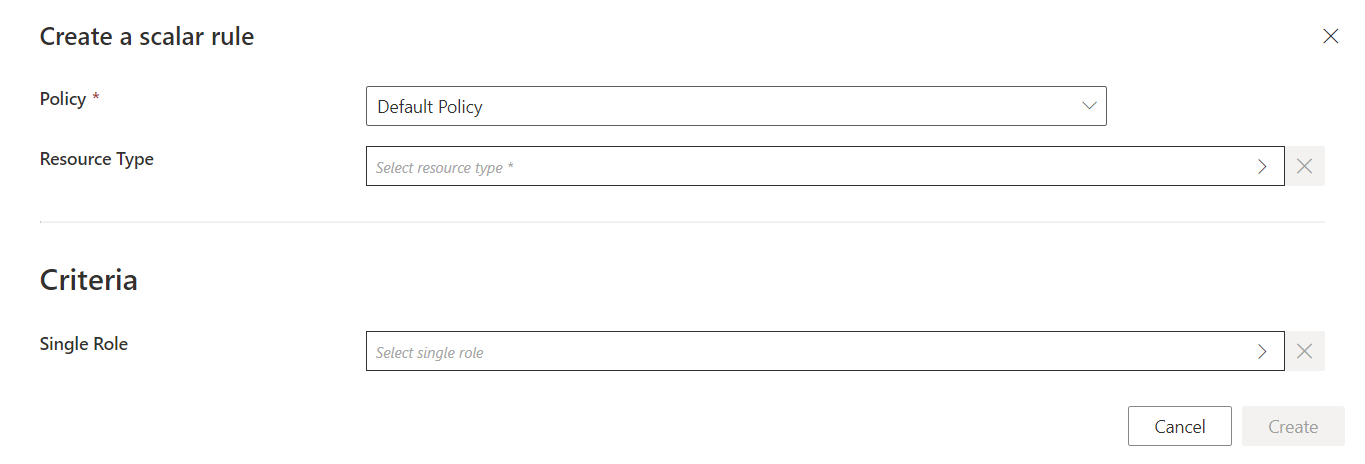 Create a scalar rule
Policy *
Default Policy
Resource Type
Select resource type *
Criteria
Single Role
Select single role
Cancel
Create